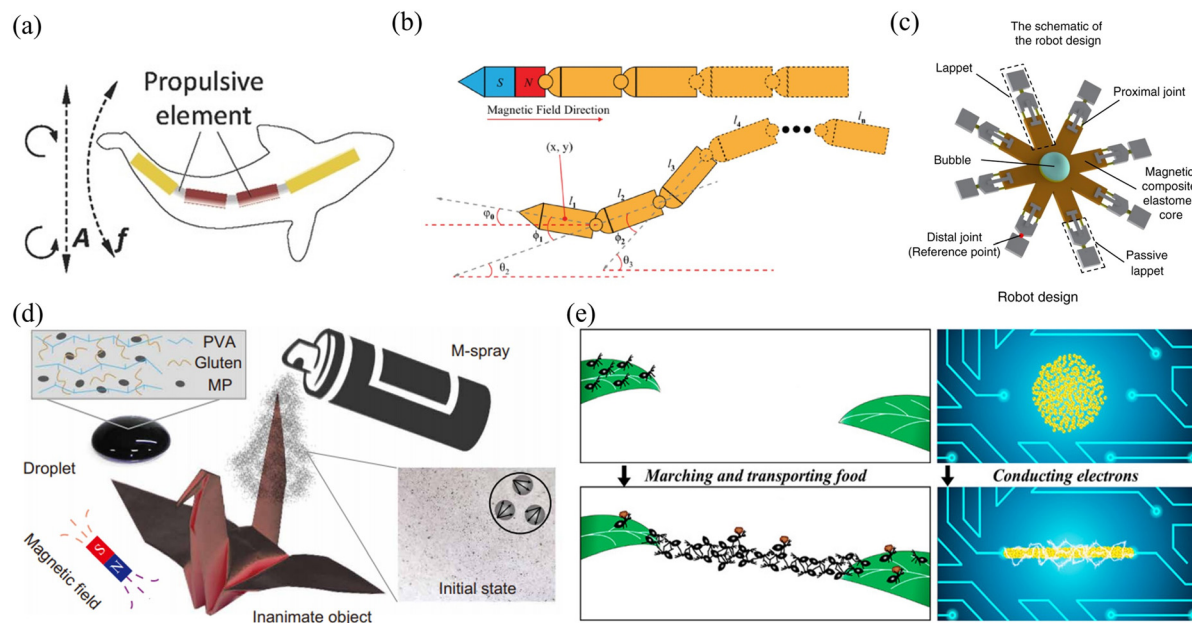 (a)
Propulsive
element
A
f
(b)
S
N
Magnetic Field Direction
(x, y)
l₁
l₂
l₃
l₄
lₙ
φ₀
ϕ₁
ϕ₂
θ₂
θ₃
(c)
The schematic of
the robot design
Lappet
Proximal joint
Bubble
Magnetic
composite
elastomer
core
Distal joint
(Reference point)
Passive
lappet
Robot design
(d)
PVA
Gluten
MP
M-spray
Droplet
Magnetic field
S
N
Inanimate object
Initial state
(e)
Marching and transporting food
Conducting electrons